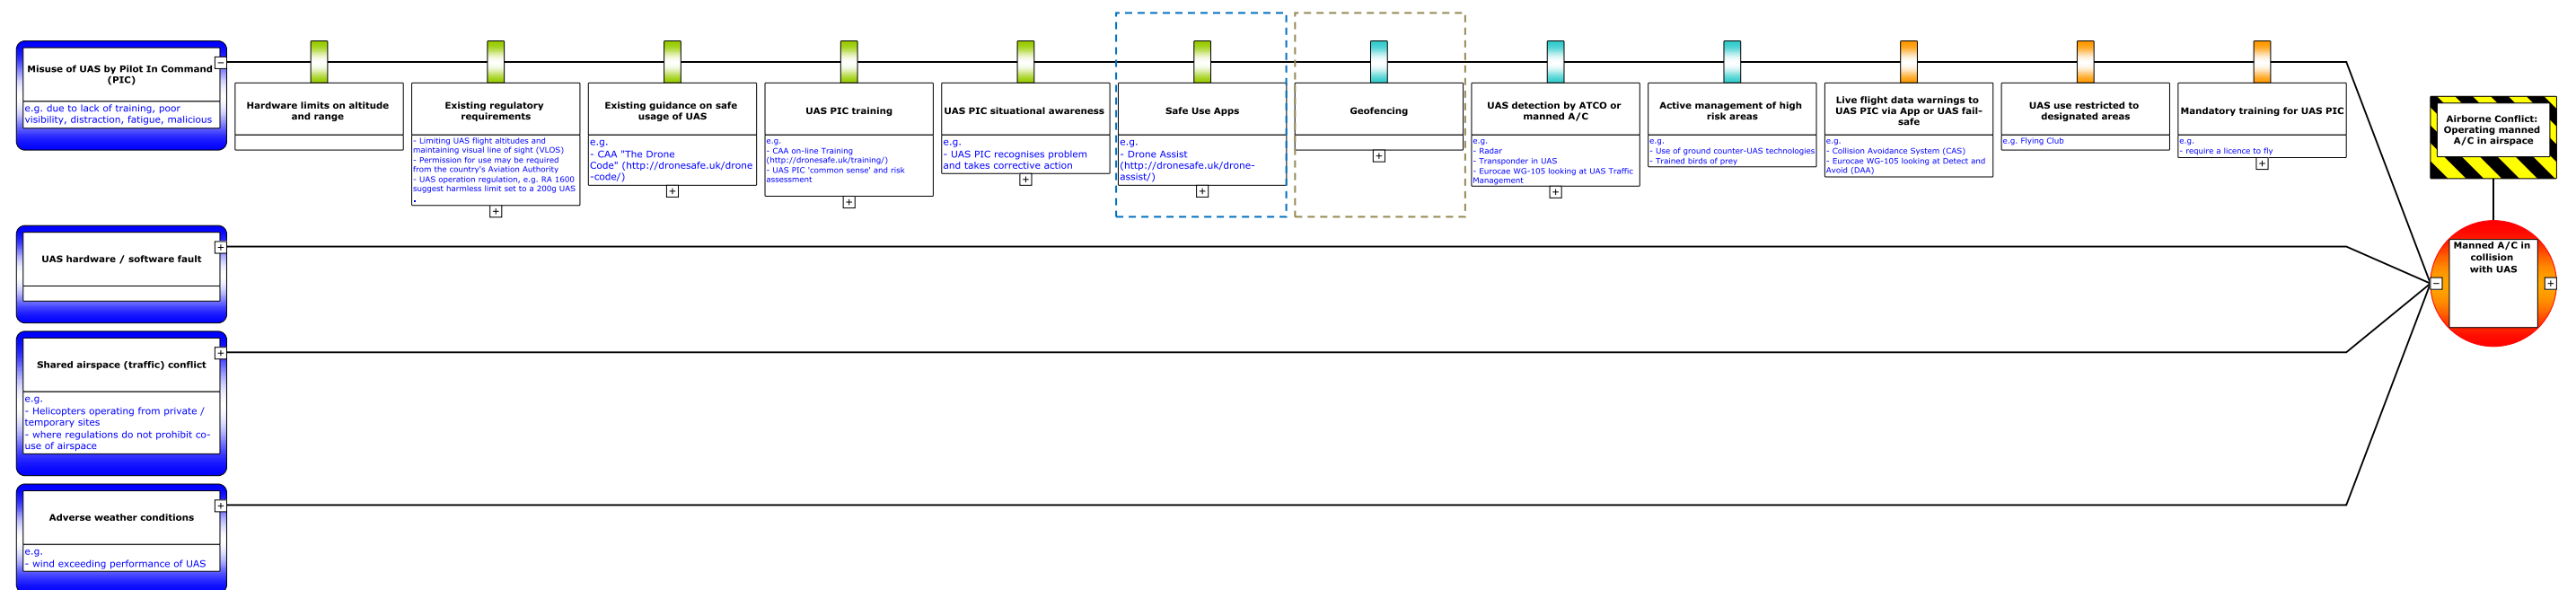 Misuse of UAS by Pilot In Command
(PIC)
e.g. due to lack of training, poor
visibility, distraction, fatigue, malicious
Hardware limits on altitude
and range
Existing regulatory
requirements
- Limiting UAS flight altitudes and
maintaining visual line of sight (VLOS)
- Permission for use may be required
from the country's Aviation Authority
- UAS operation regulation, e.g. RA 1600
suggest harmless limit set to a 200g UAS
.
Existing guidance on safe
usage of UAS
e.g.
- CAA "The Drone
Code" (http://dronesafe.uk/drone
-code/)
UAS PIC training
e.g.
- CAA on-line Training
(http://dronesafe.uk/training/)
- UAS PIC 'common sense' and risk
assessment
UAS PIC situational awareness
e.g.
- UAS PIC recognises problem
and takes corrective action
Safe Use Apps
e.g.
- Drone Assist
(http://dronesafe.uk/drone-
assist/)
Geofencing
UAS detection by ATCO or
manned A/C
e.g.
- Radar
- Transponder in UAS
- Eurocae WG-105 looking at UAS Traffic
Management
Active management of high
risk areas
e.g.
- Use of ground counter-UAS technologies
- Trained birds of prey
Live flight data warnings to
UAS PIC via App or UAS fail-
safe
e.g.
- Collision Avoidance System (CAS)
- Eurocae WG-105 looking at Detect and
Avoid (DAA)
UAS use restricted to
designated areas
e.g. Flying Club
Mandatory training for UAS PIC
e.g.
- require a licence to fly
Airborne Conflict:
Operating manned
A/C in airspace
Manned A/C in
collision
with UAS
UAS hardware / software fault
Shared airspace (traffic) conflict
e.g.
- Helicopters operating from private /
temporary sites
- where regulations do not prohibit co-
use of airspace
Adverse weather conditions
e.g.
- wind exceeding performance of UAS